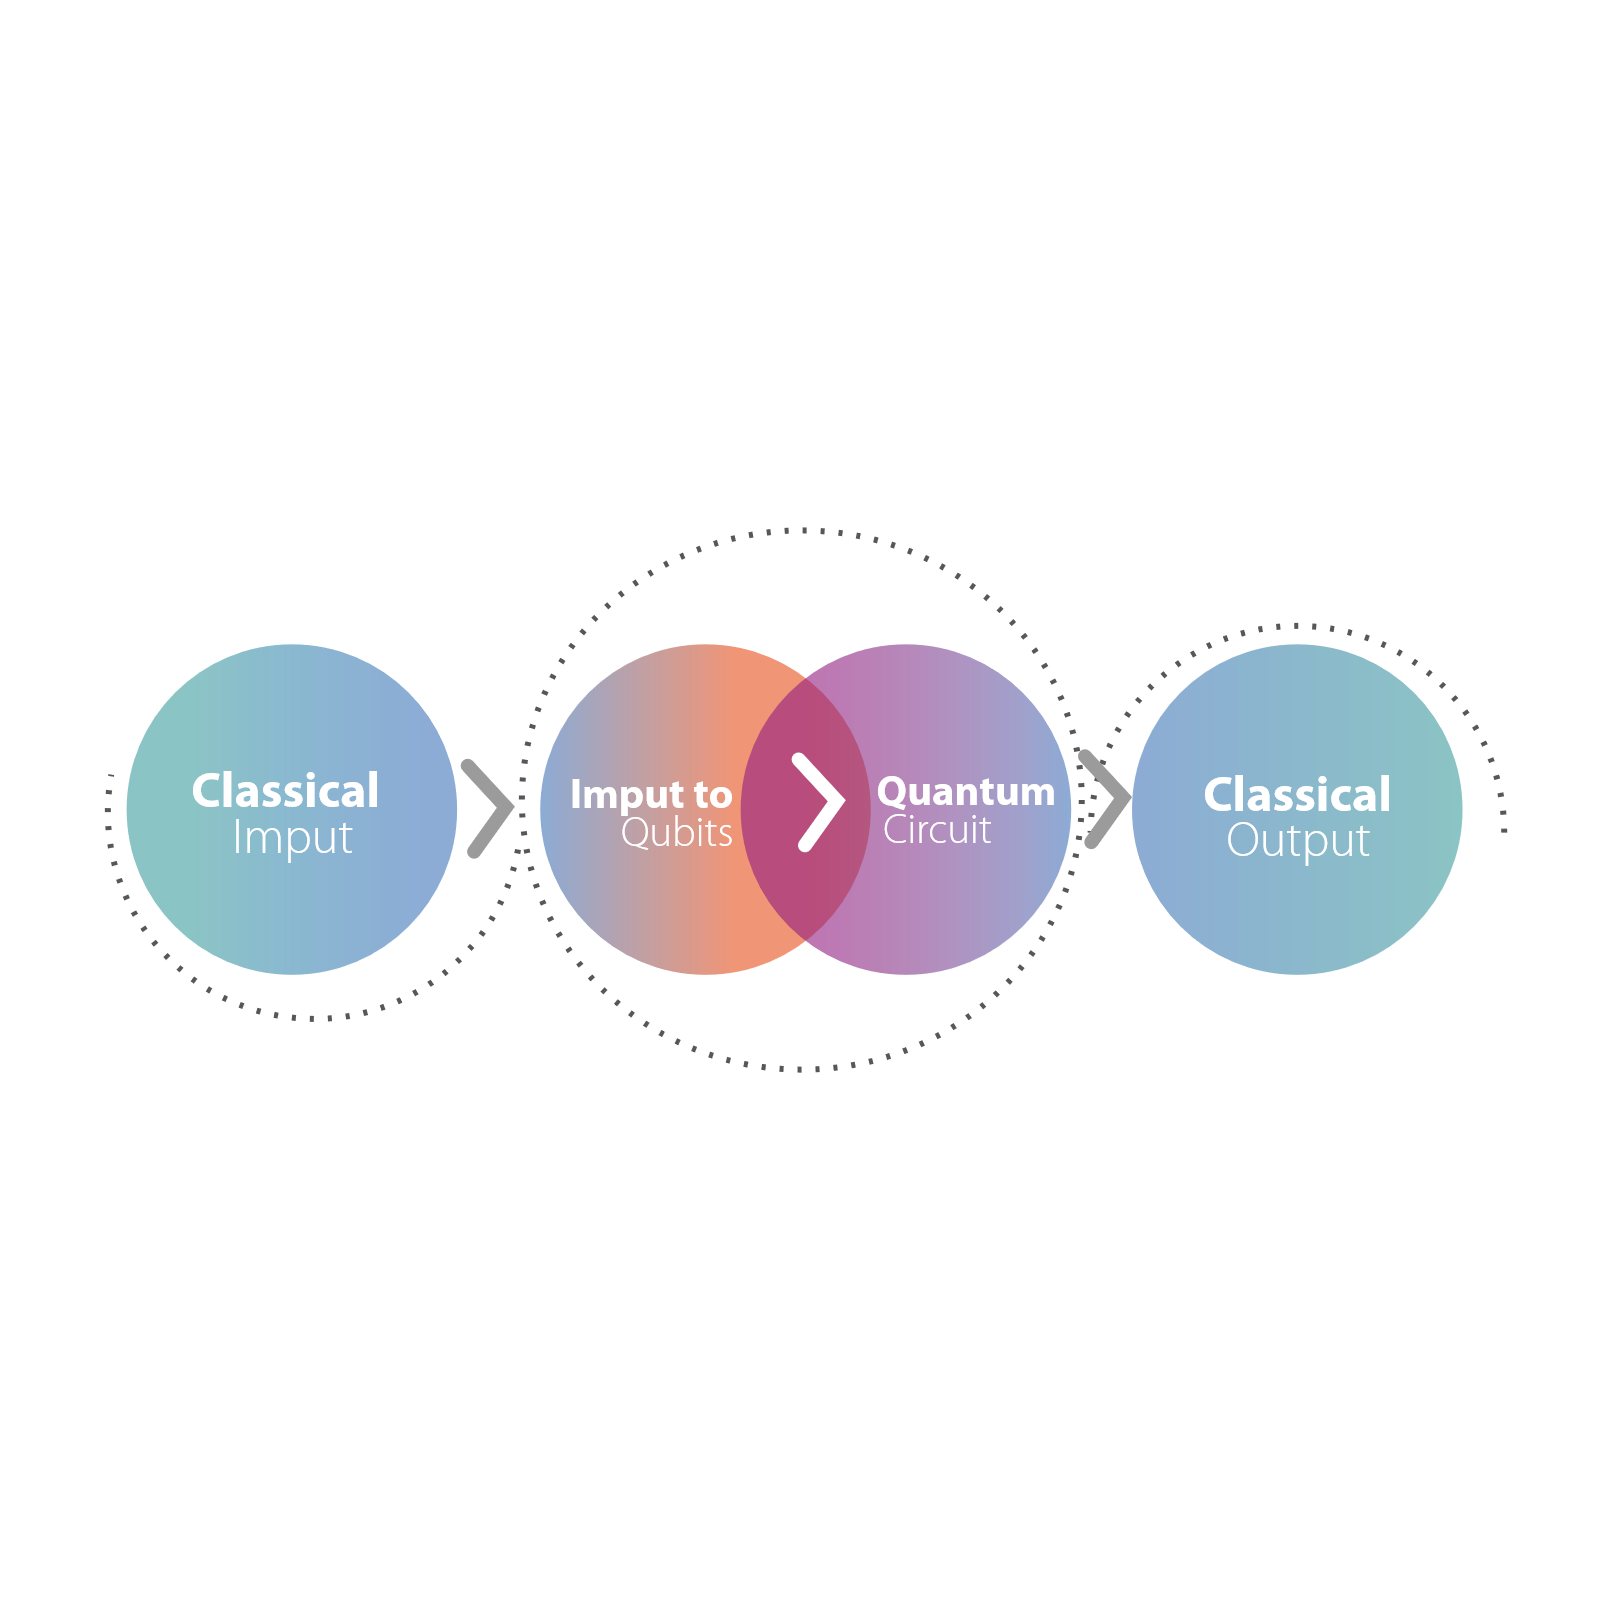 Classical
Imput
Imput to
Qubits
Quantum
Circuit
Classical
Output